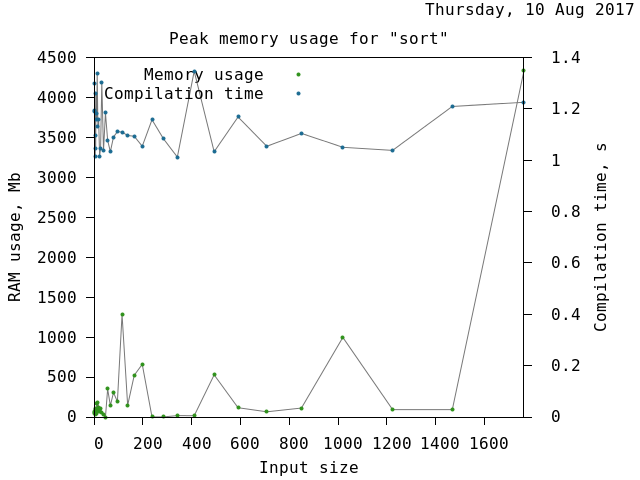 Thursday, 10 Aug 2017
Peak memory usage for "sort"
4500
4000
3500
3000
2500
2000
1500
1000
500
0
RAM usage, Mb
Memory usage
Compilation time
1.4
1.2
1
0.8
0.6
0.4
0.2
0
Compilation time, s
0 200 400 600 800 1000 1200 1400 1600
Input size